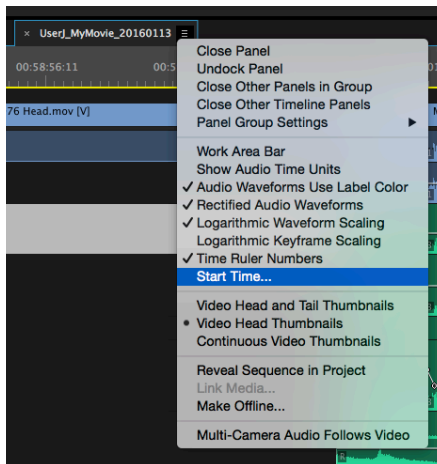 × UserJ_MyMovie_20160113
00:58:56:11
00:5
76 Head.mov [V]
Close Panel
Undock Panel
Close Other Panels in Group
Close Other Timeline Panels
Panel Group Settings
Work Area Bar
Show Audio Time Units
✓ Audio Waveforms Use Label Color
✓ Rectified Audio Waveforms
✓ Logarithmic Waveform Scaling
Logarithmic Keyframe Scaling
✓ Time Ruler Numbers
Start Time...
Video Head and Tail Thumbnails
• Video Head Thumbnails
Continuous Video Thumbnails
Reveal Sequence in Project
Link Media...
Make Offline...
Multi-Camera Audio Follows Video